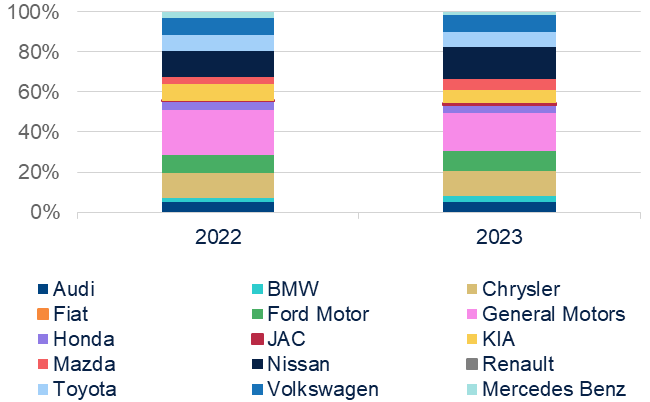 100%
80%
60%
40%
20%
0%
2022 2023
Audi BMW Chrysler
Fiat Ford Motor General Motors
Honda JAC KIA
Mazda Nissan Renault
Toyota Volkswagen Mercedes Benz